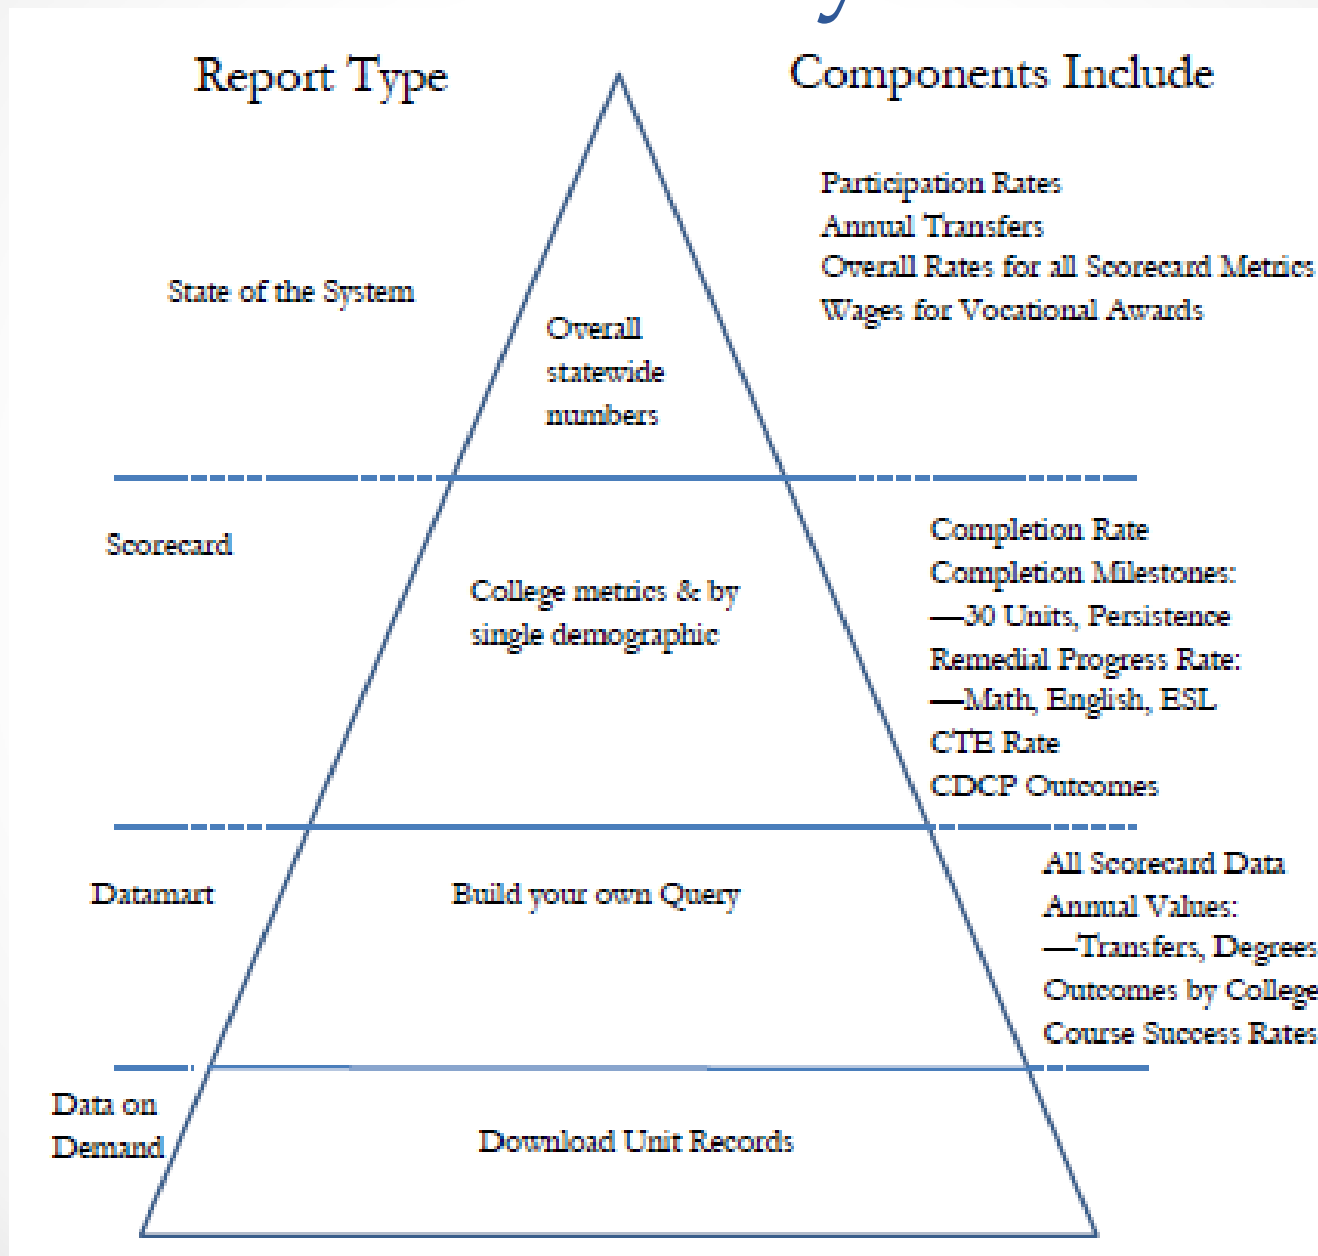 Report Type
Components Include
Participation Rates
Annual Transfers
Overall Rates for all Scorecard Metrics
Wages for Vocational Awards
State of the System
Overall
statewide
numbers
Scorecard
College metrics & by
single demographic
Completion Rate
Completion Milestones:
—30 Units, Persistence
Remedial Progress Rate:
—Math, English, ESL
CTE Rate
CDCP Outcomes
Datamart
Build your own Query
All Scorecard Data
Annual Values:
—Transfers, Degrees
Outcomes by College
Course Success Rates
Data on
Demand
Download Unit Records